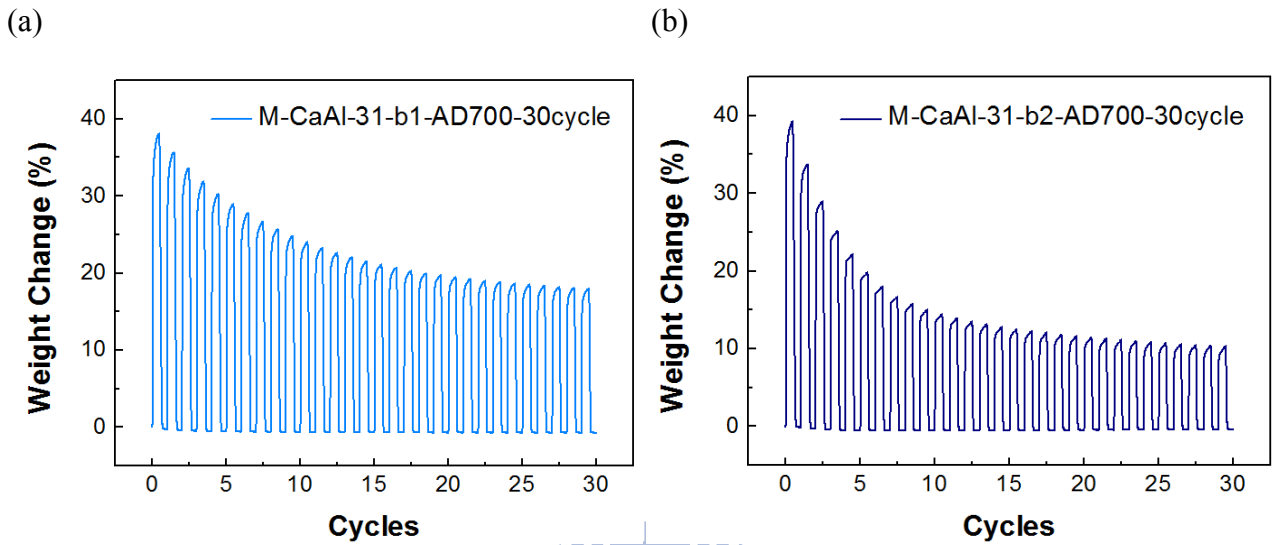 (a)
(b)
M-CaAl-31-b1-AD700-30cycle
Weight Change (%)
40
30
20
10
0
0 5 10 15 20 25 30
Cycles
M-CaAl-31-b2-AD700-30cycle
Weight Change (%)
40
30
20
10
0
0 5 10 15 20 25 30
Cycles